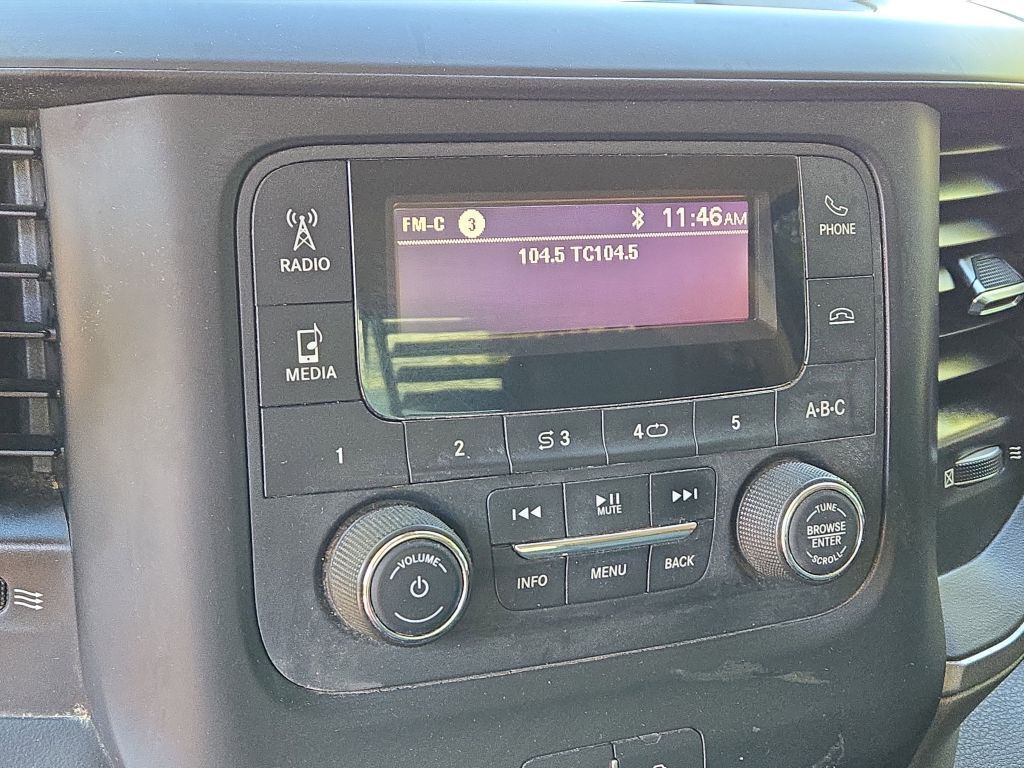 FM-C 3 11:46AM
104.5 TC104.5
RADIO
PHONE
MEDIA
1 2 3 4 5 A·B·C
MUTE
INFO MENU BACK
VOLUME
TUNE
BROWSE
ENTER
SCROLL